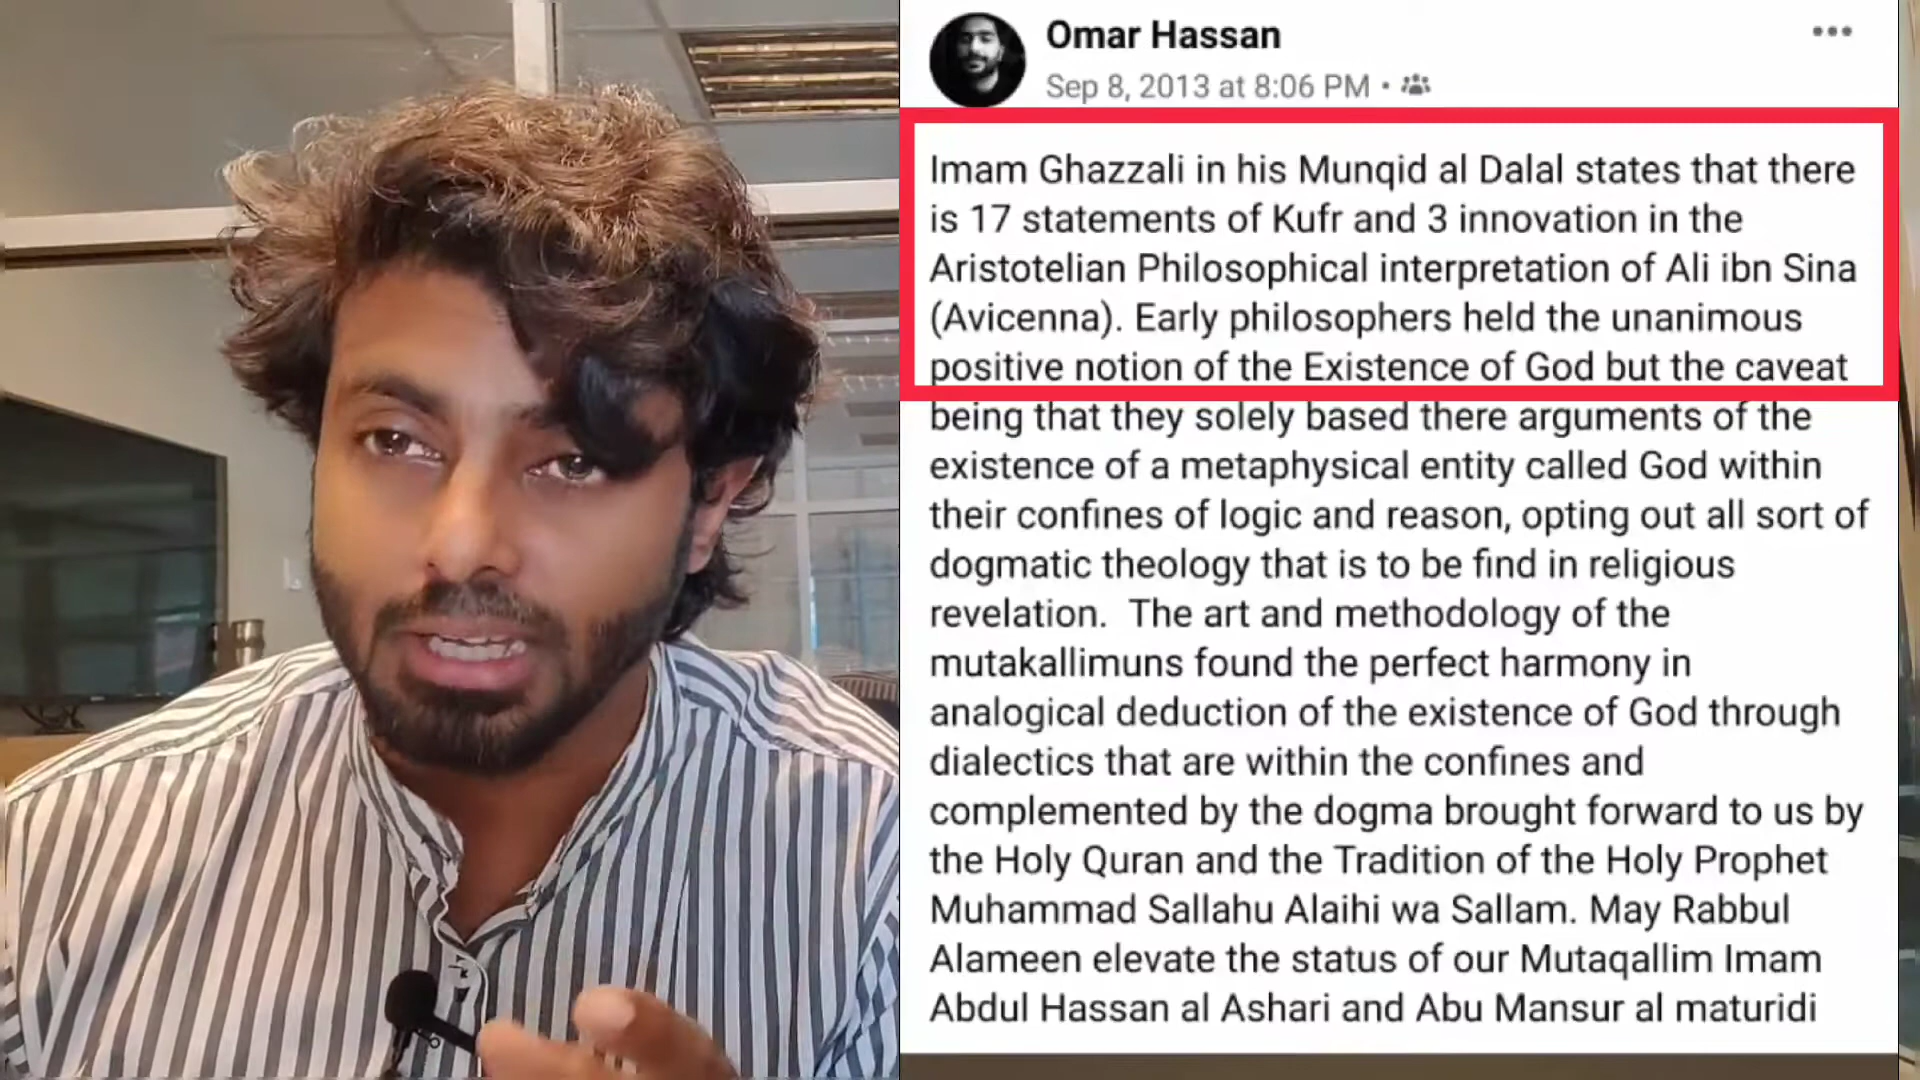 Omar Hassan
Sep 8, 2013 at 8:06 PM •
Imam Ghazzali in his Munqid al Dalal states that there
is 17 statements of Kufr and 3 innovation in the
Aristotelian Philosophical interpretation of Ali ibn Sina
(Avicenna). Early philosophers held the unanimous
positive notion of the Existence of God but the caveat
being that they solely based there arguments of the
existence of a metaphysical entity called God within
their confines of logic and reason, opting out all sort of
dogmatic theology that is to be find in religious
revelation.  The art and methodology of the
mutakallimuns found the perfect harmony in
analogical deduction of the existence of God through
dialectics that are within the confines and
complemented by the dogma brought forward to us by
the Holy Quran and the Tradition of the Holy Prophet
Muhammad Sallahu Alaihi wa Sallam. May Rabbul
Alameen elevate the status of our Mutaqallim Imam
Abdul Hassan al Ashari and Abu Mansur al maturidi